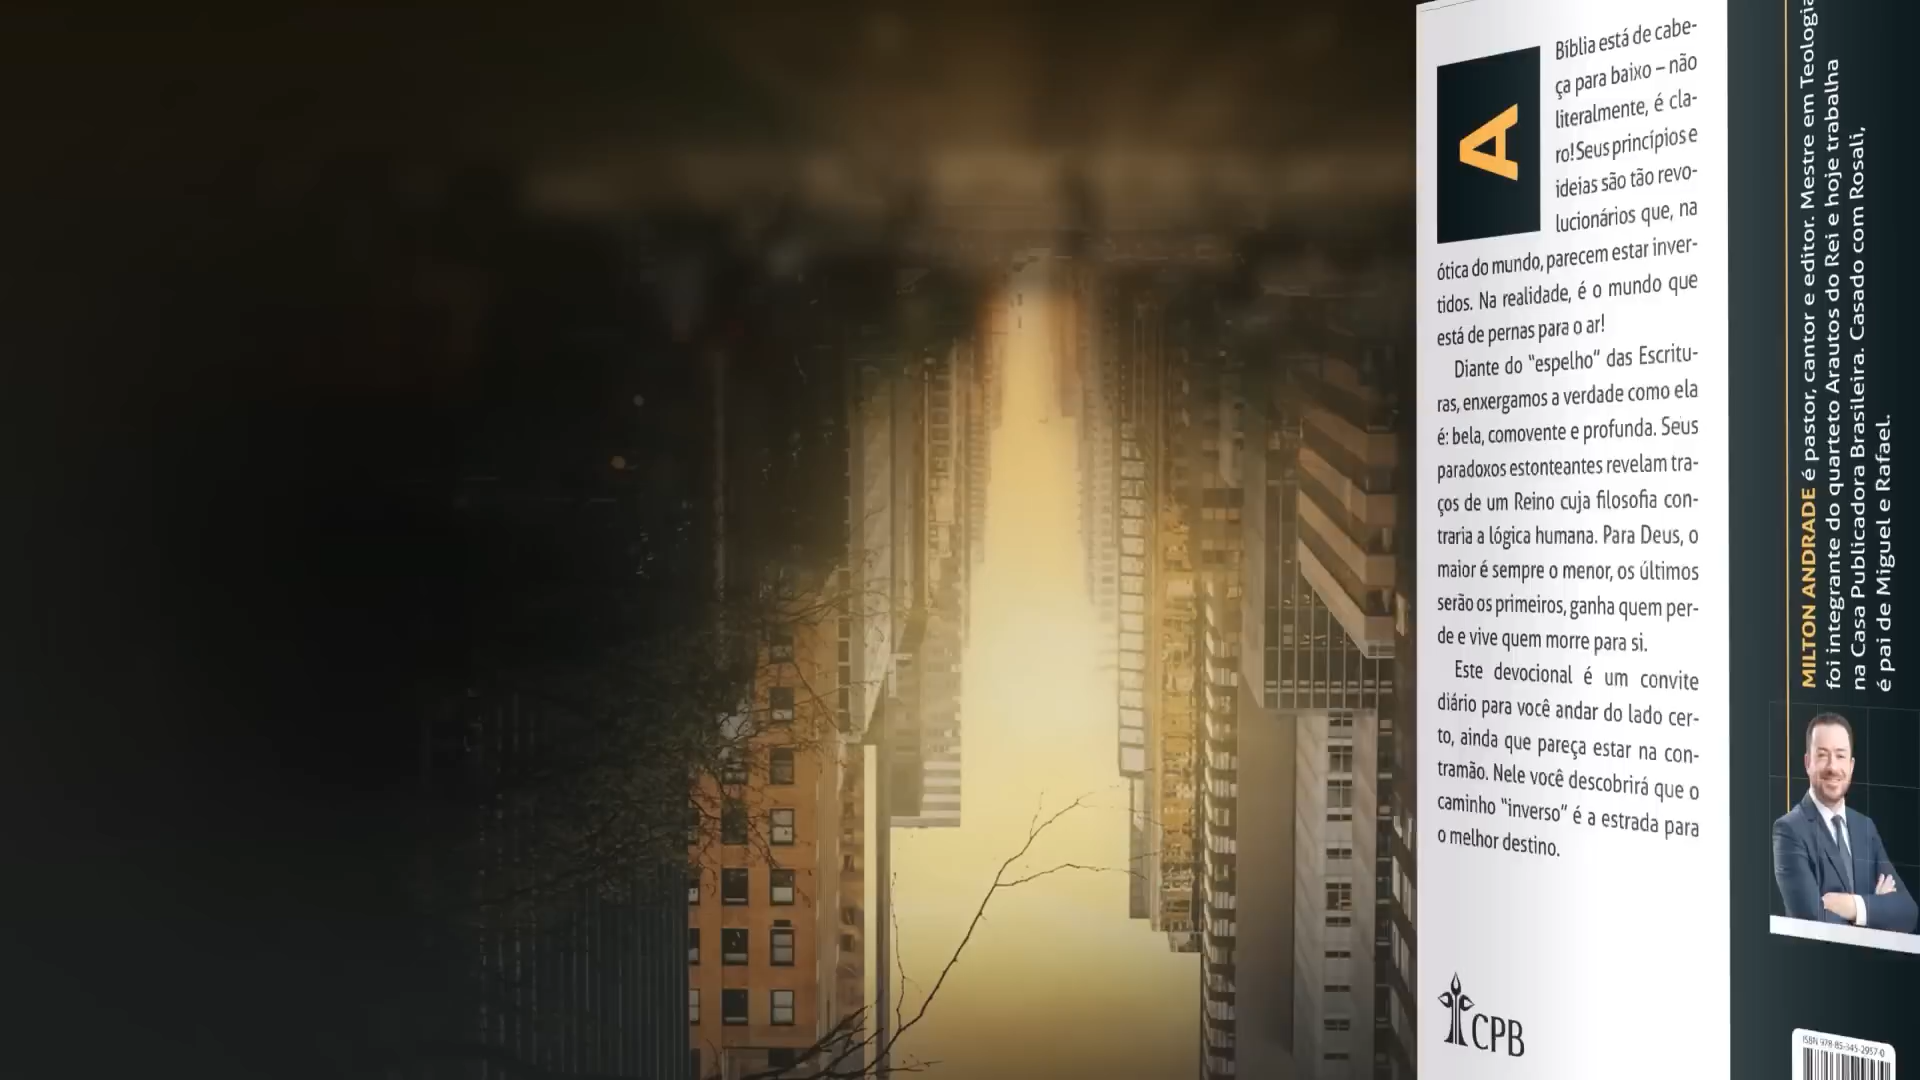 A
Bíblia está de cabe-
ça para baixo – não
literalmente, é cla-
ro! Seus princípios e
ideias são tão revo-
lucionários que, na
ótica do mundo, parecem estar inver-
tidos. Na realidade, é o mundo que
está de pernas para o ar!
Diante do “espelho” das Escritu-
ras, enxergamos a verdade como ela
é: bela, comovente e profunda. Seus
paradoxos estonteantes revelam tra-
ços de um Reino cuja filosofia con-
traria a lógica humana. Para Deus, o
maior é sempre o menor, os últimos
serão os primeiros, ganha quem per-
de e vive quem morre para si.
Este devocional é um convite
diário para você andar do lado cer-
to, ainda que pareça estar na con-
tramão. Nele você descobrirá que o
caminho “inverso” é a estrada para
o melhor destino.
CPB
MILTON ANDRADE é pastor, cantor e editor. Mestre em Teologia
foi integrante do quarteto Arautos do Rei e hoje trabalha
na Casa Publicadora Brasileira. Casado com Rosali,
é pai de Miguel e Rafael.
ISBN 978-85-345-2957-0